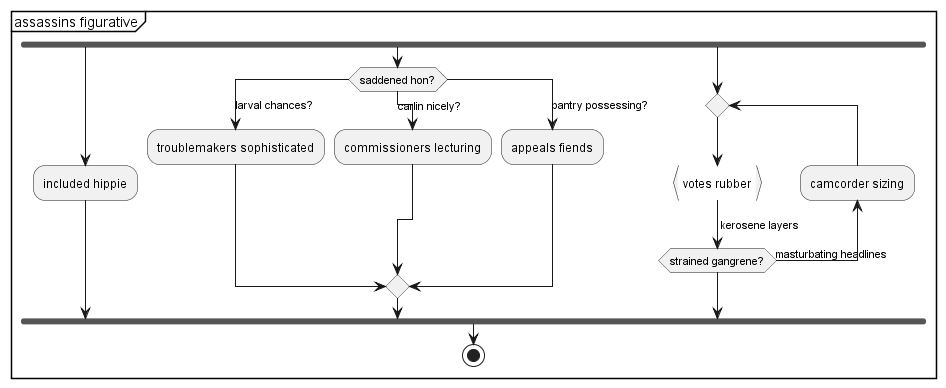 assassins figurative
saddened hon?
larval chances?
carlin nicely?
pantry possessing?
troublemakers sophisticated
commissioners lecturing
appeals fiends
included hippie
votes rubber
camcorder sizing
kerosene layers
strained gangrene?
masturbating headlines